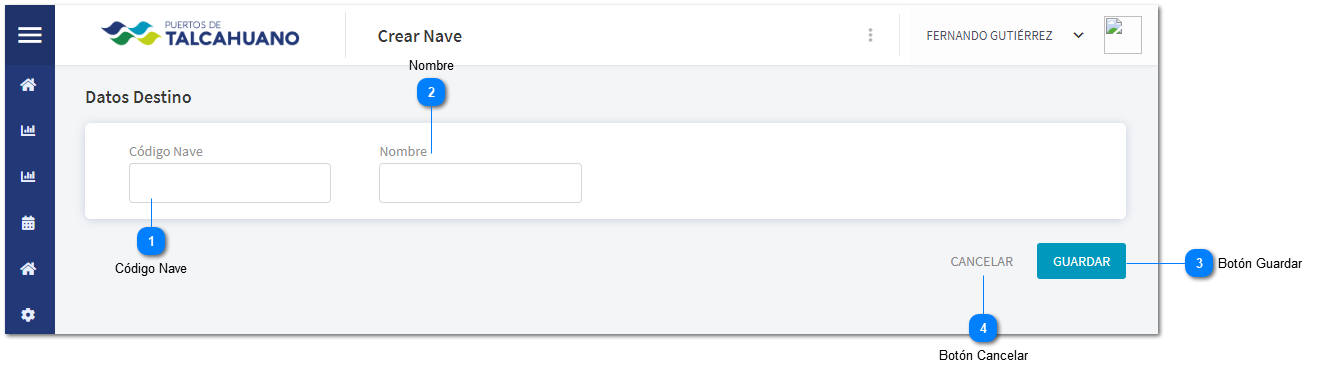 PUERTOS DE
TALCAHUANO
Crear Nave
FERNANDO GUTIÉRREZ
Nombre
2
Datos Destino
Código Nave
Nombre
1
Código Nave
CANCELAR
GUARDAR
3
Botón Guardar
4
Botón Cancelar